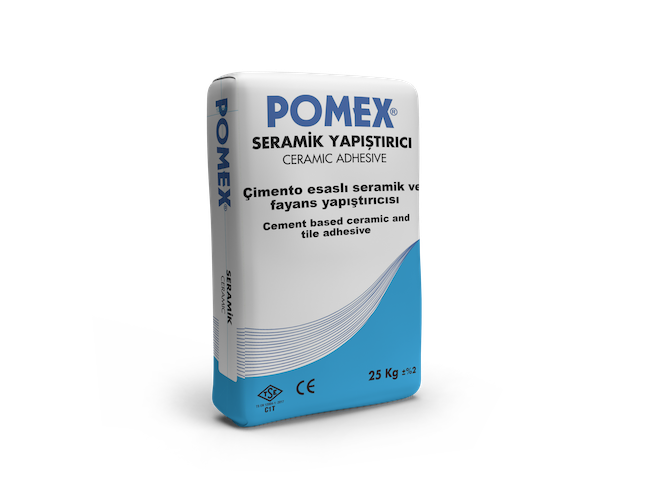 POMEX®
SERAMİK YAPIŞTIRICI
CERAMIC ADHESIVE
Çimento esaslı seramik ve
fayans yapıştırıcısı
Cement based ceramic and
tile adhesive
25 Kg ±%2
TSE
C1T
CE
POMEX®
SERAMİK
CERAMIC